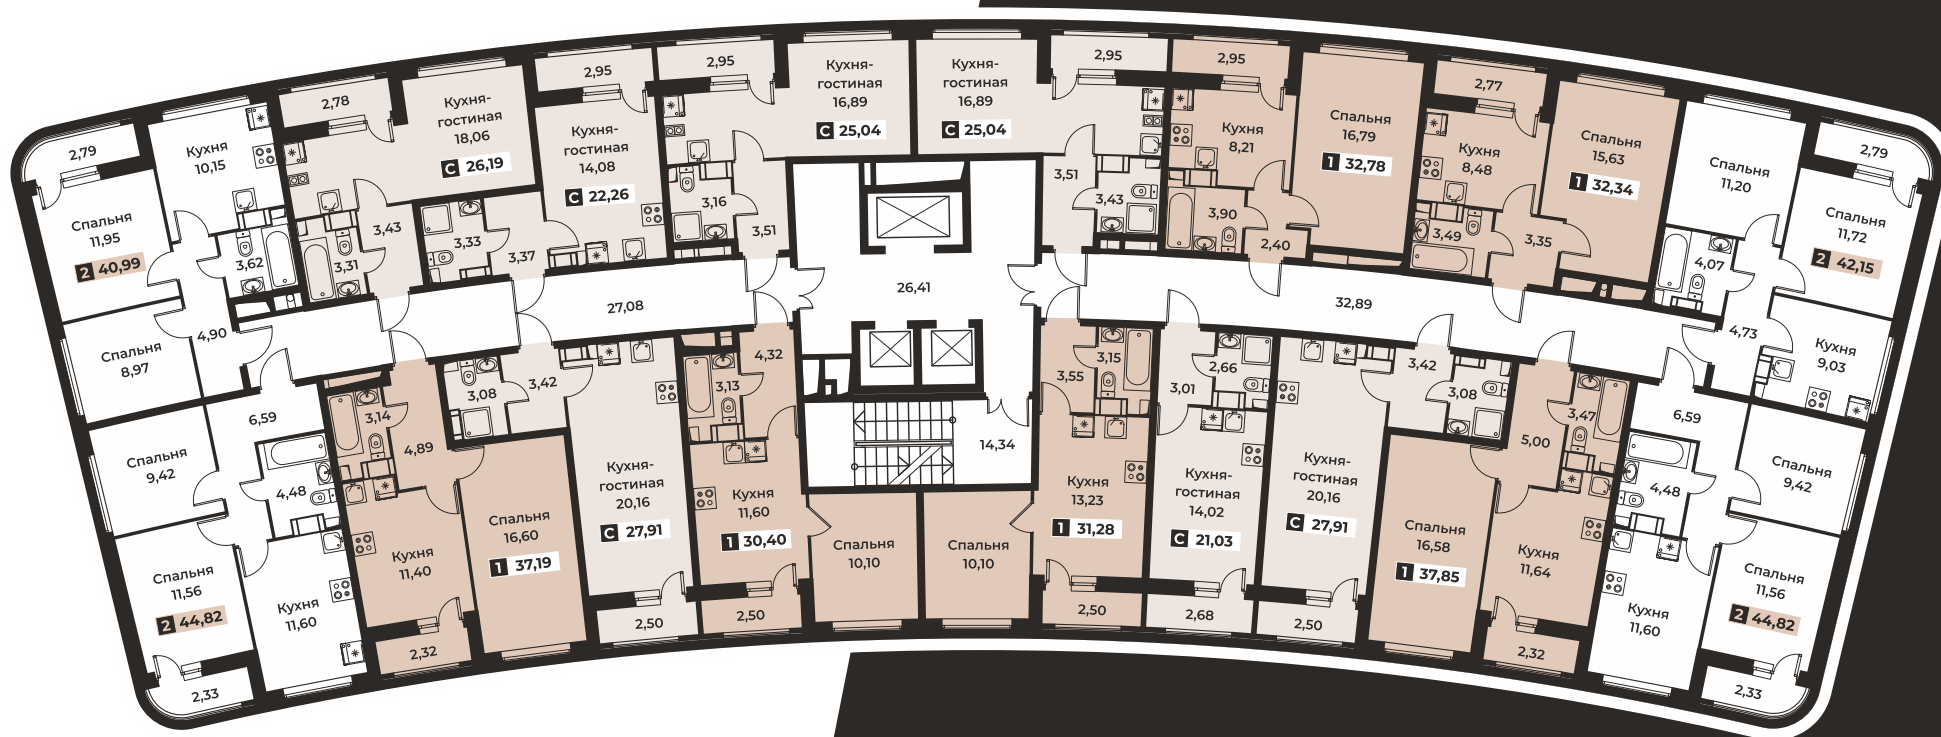 2,79
Спальня
11,95
2 40,99
Кухня
10,15
3,62
4,90
Спальня
8,97
2,78
Кухня-
гостиная
18,06
С 26,19
3,43
3,31
2,95
Кухня-
гостиная
14,08
С 22,26
3,33
3,37
2,95
Кухня-
гостиная
16,89
С 25,04
3,16
3,51
Кухня-
гостиная
16,89
С 25,04
2,95
3,51
3,43
2,95
Кухня
8,21
Спальня
16,79
1 32,78
3,90
2,40
2,77
Кухня
8,48
Спальня
15,63
1 32,34
3,49
3,35
Спальня
11,20
2,79
Спальня
11,72
2 42,15
4,07
4,73
Кухня
9,03
27,08
26,41
32,89
14,34
6,59
Спальня
9,42
4,48
Спальня
11,56
2 44,82
Кухня
11,60
2,33
3,14
4,89
Кухня
11,40
Спальня
16,60
1 37,19
2,32
3,08
3,42
Кухня-
гостиная
20,16
С 27,91
2,50
4,32
3,13
Кухня
11,60
1 30,40
2,50
Спальня
10,10
Спальня
10,10
3,15
3,55
Кухня
13,23
1 31,28
2,50
2,66
3,01
Кухня-
гостиная
14,02
С 21,03
2,68
3,42
3,08
Кухня-
гостиная
20,16
С 27,91
2,50
3,47
5,00
Спальня
16,58
1 37,85
Кухня
11,64
2,32
6,59
Спальня
9,42
4,48
Спальня
11,56
2 44,82
Кухня
11,60
2,33